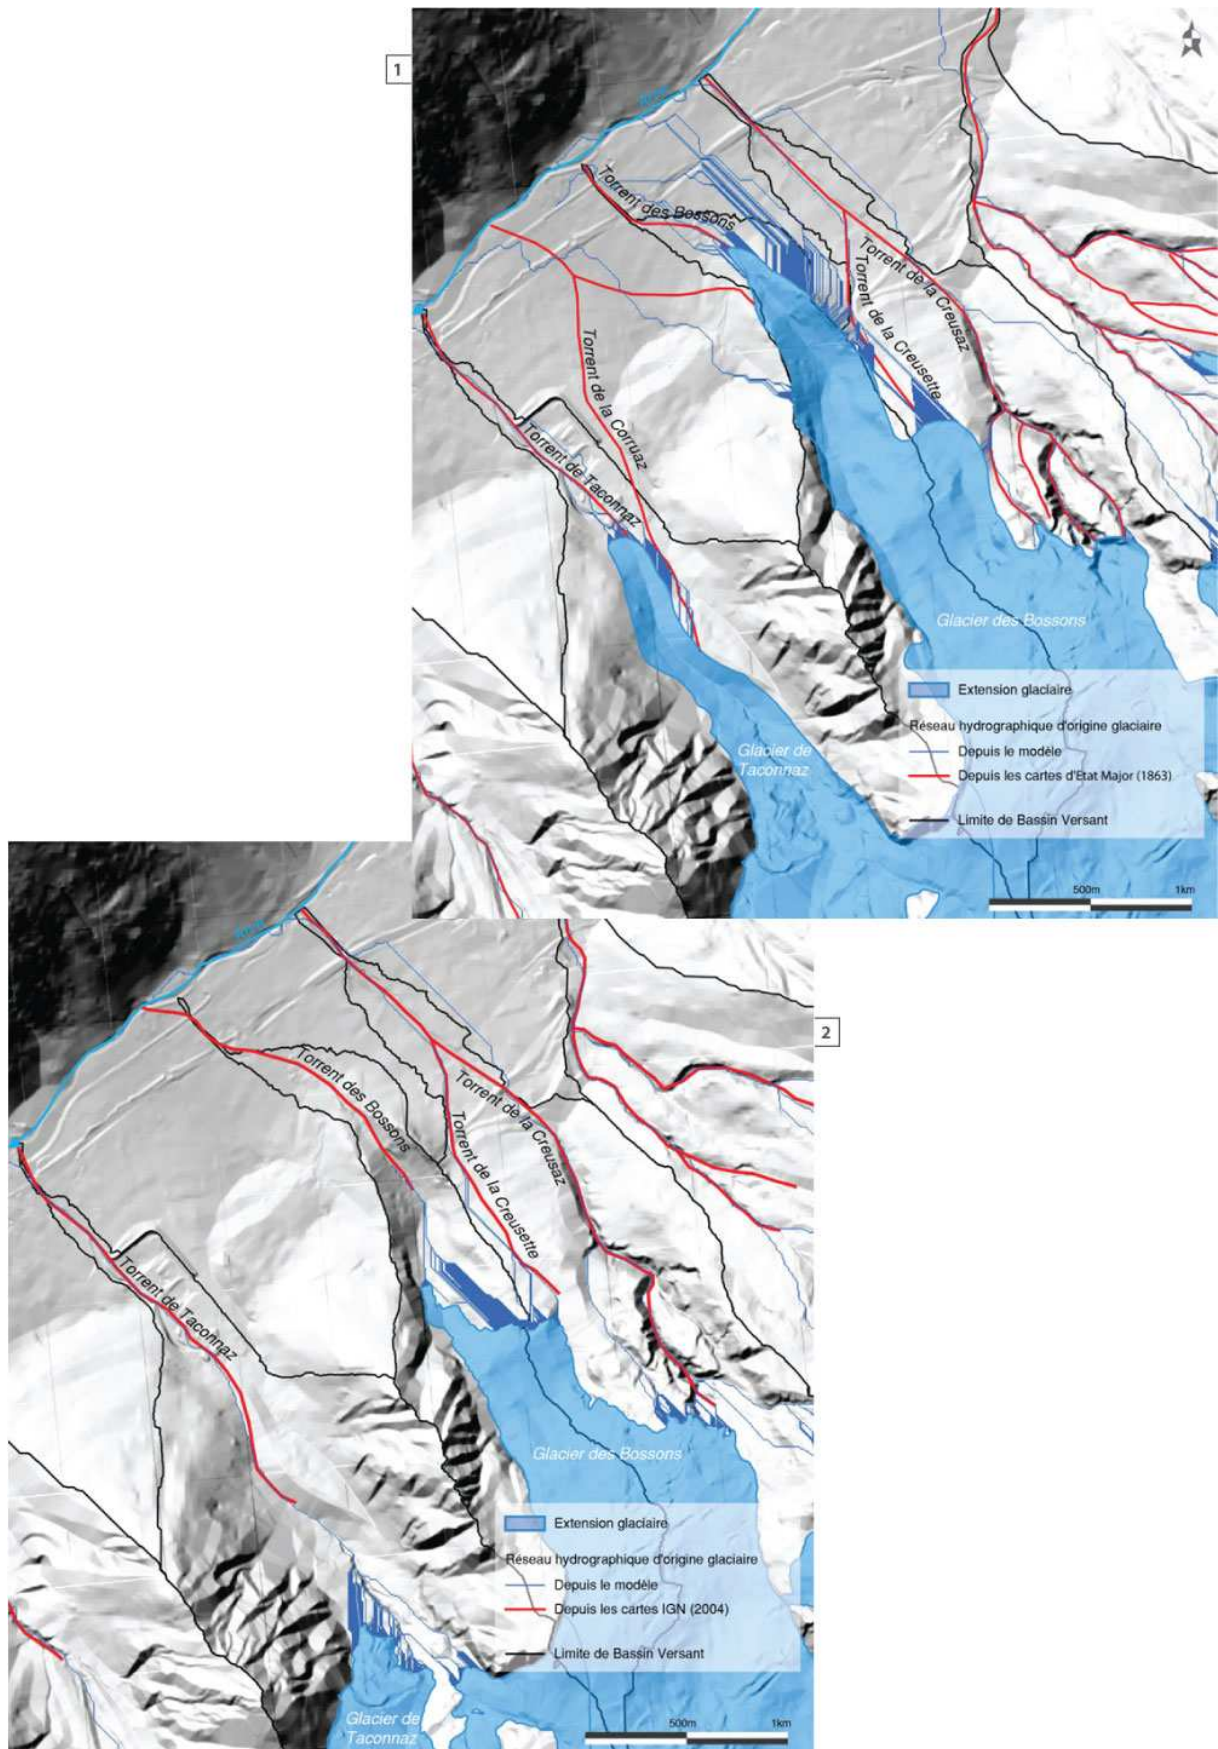 1
Arve
Torrent des Bossons
Torrent de la Creusaz
Torrent de la Creusette
Torrent de la Corruaz
Torrent de Taconnaz
Glacier des Bossons
Glacier de
Taconnaz
Extension glaciaire
Réseau hydrographique d'origine glaciaire
Depuis le modèle
Depuis les cartes d'Etat Major (1863)
Limite de Bassin Versant
500m 1km
2
Arve
Torrent des Bossons
Torrent de la Creusaz
Torrent de la Creusette
Torrent de Taconnaz
Glacier des Bossons
Extension glaciaire
Réseau hydrographique d'origine glaciaire
Depuis le modèle
Depuis les cartes IGN (2004)
Limite de Bassin Versant
Glacier de
Taconnaz
500m 1km